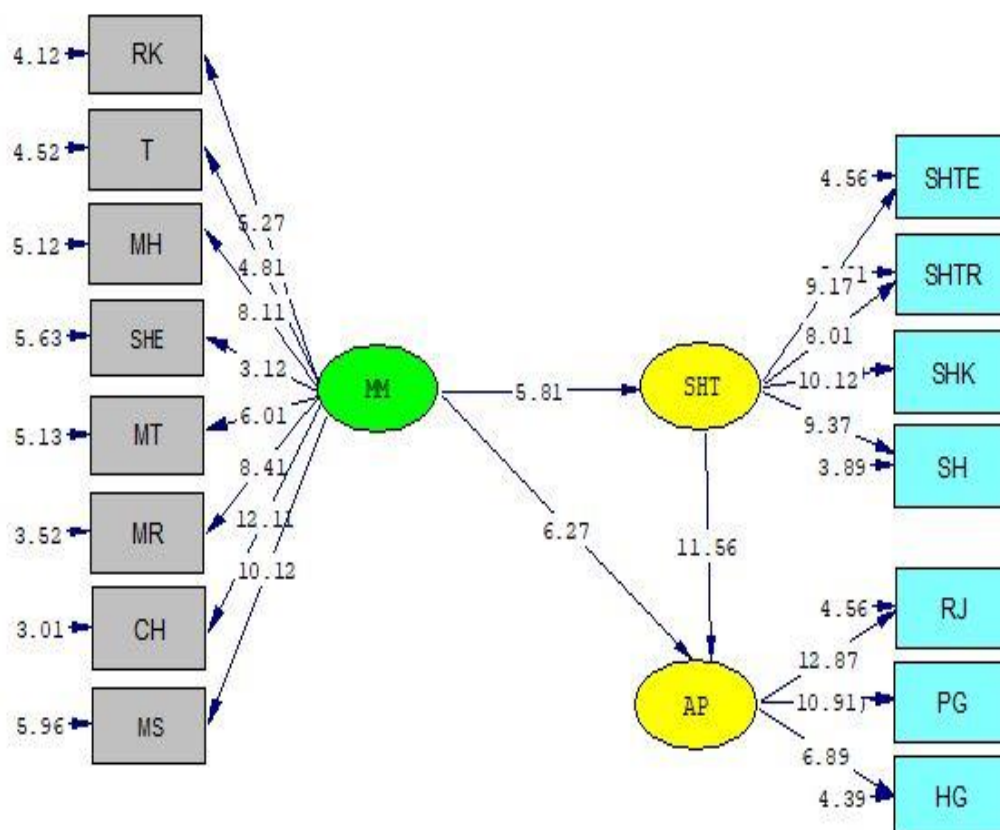 4.12 RK
4.52 T
5.12 MH
5.63 SHE
5.13 MT
3.52 MR
3.01 CH
5.96 MS
5.27
4.81
8.11
3.12
6.01
8.41
12.11
10.12
MM
5.81
6.27
SHT
11.56
AP
4.56 SHTE
9.17
SHTR
8.01
10.12 SHK
9.37
3.89 SH
4.56 RJ
12.87
10.91 PG
6.89
4.39 HG